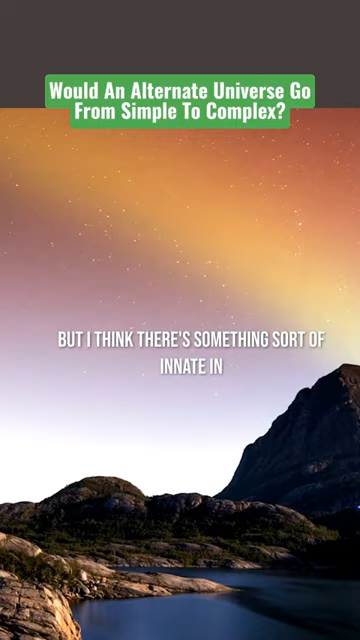 Would An Alternate Universe Go
From Simple To Complex?
BUT I THINK THERE'S SOMETHING SORT OF
INNATE IN